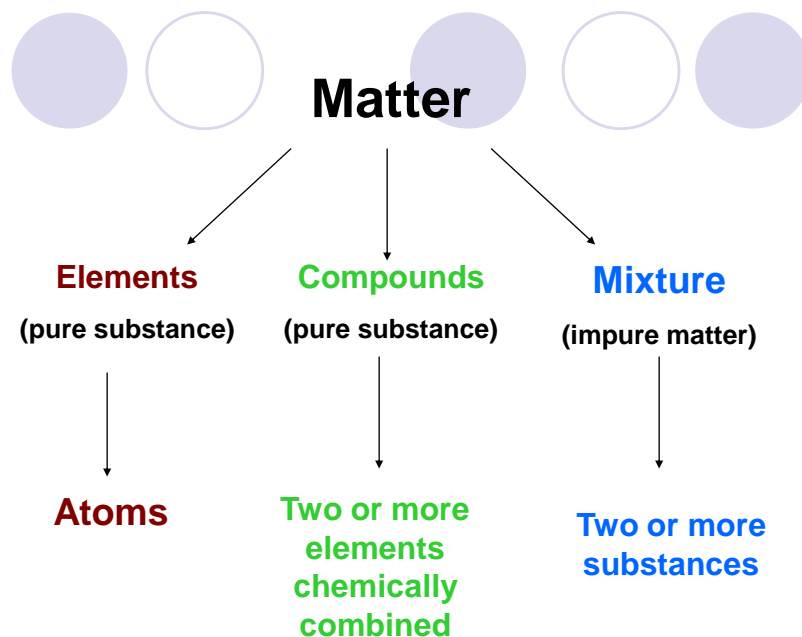 Matter
Elements
(pure substance)
Atoms
Compounds
(pure substance)
Two or more
elements
chemically
combined
Mixture
(impure matter)
Two or more
substances